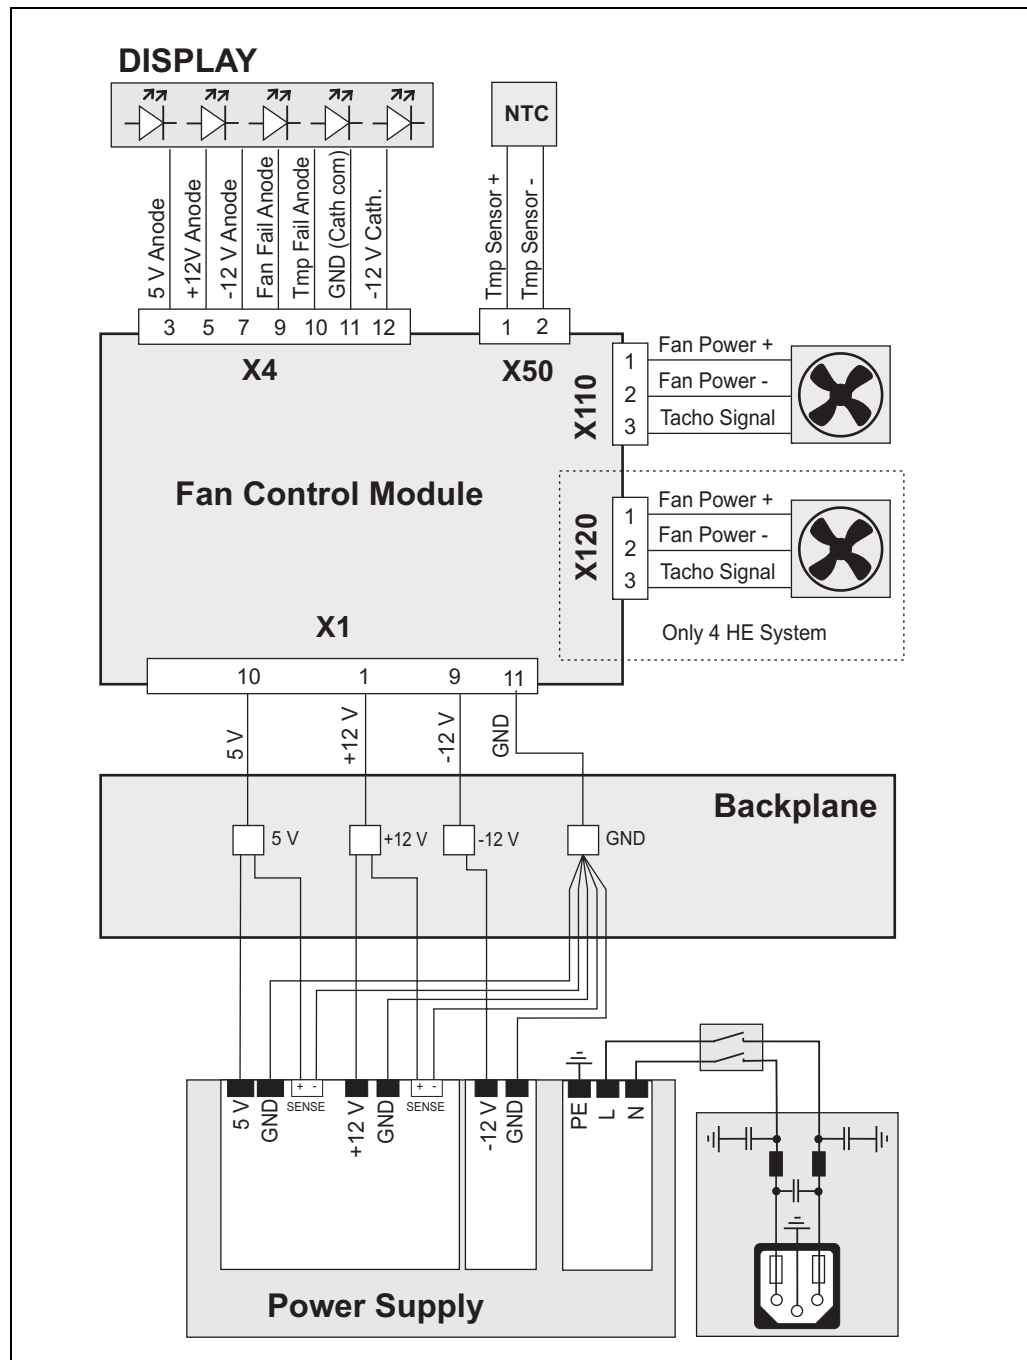 DISPLAY
NTC
5 V Anode
+12V Anode
-12 V Anode
Fan Fail Anode
Tmp Fail Anode
GND (Cath com)
-12 V Cath.
Tmp Sensor +
Tmp Sensor -
3 5 7 9 10 11 12
1 2
X4
X50
X110
1
2
3
Fan Power +
Fan Power -
Tacho Signal
Fan Control Module
X120
1
2
3
Fan Power +
Fan Power -
Tacho Signal
Only 4 HE System
X1
10 1 9 11
5 V
+12 V
-12 V
GND
Backplane
5 V
+12 V
-12 V
GND
+ -
SENSE
+ -
SENSE
5 V
GND
+12 V
GND
-12 V
GND
PE
L
N
Power Supply